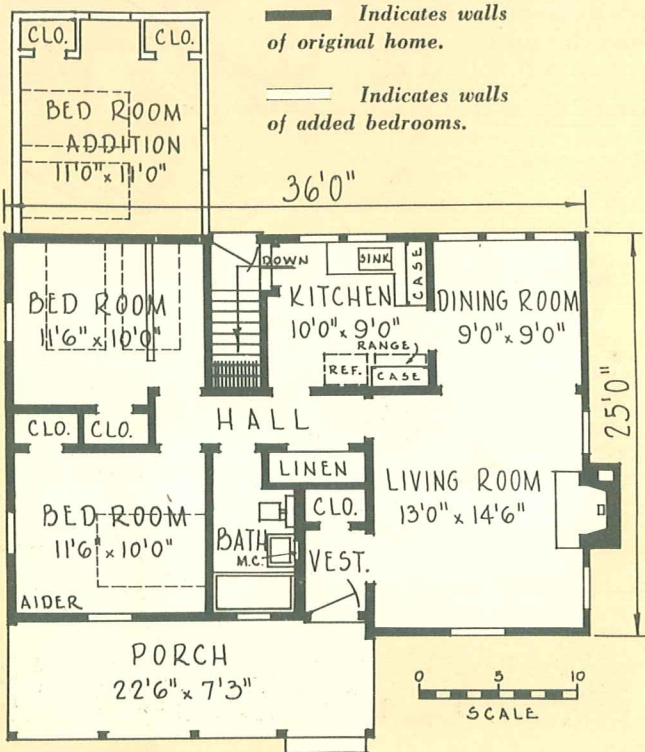 Indicates walls
of original home.
Indicates walls
of added bedrooms.
CLO. CLO.
BED ROOM
ADDITION
11'0" x 11'0"
36'0"
DOWN
SINK
CASE
BED ROOM
11'6" x 10'0"
KITCHEN
10'0" x 9'0"
RANGE
REF.
CASE
DINING ROOM
9'0" x 9'0"
25'0"
CLO. CLO.
HALL
LINEN
LIVING ROOM
13'0" x 14'6"
CLO.
BED ROOM
11'6" x 10'0"
BATH
M.C.
VEST.
AIDER
PORCH
22'6" x 7'3"
0 5 10
SCALE